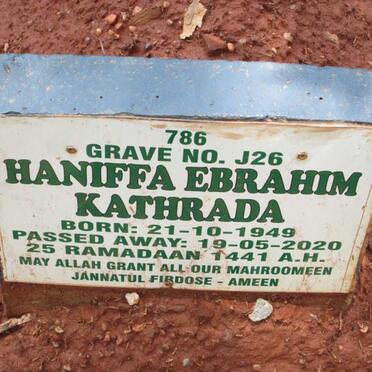 786
GRAVE NO. J26
HANIFFA EBRAHIM
KATHRADA
BORN: 21-10-1949
PASSED AWAY: 19-05-2020
25 RAMADAAN 1441 A.H.
MAY ALLAH GRANT ALL OUR MAHROOMEEN
JANNATUL FIRDOSE - AMEEN